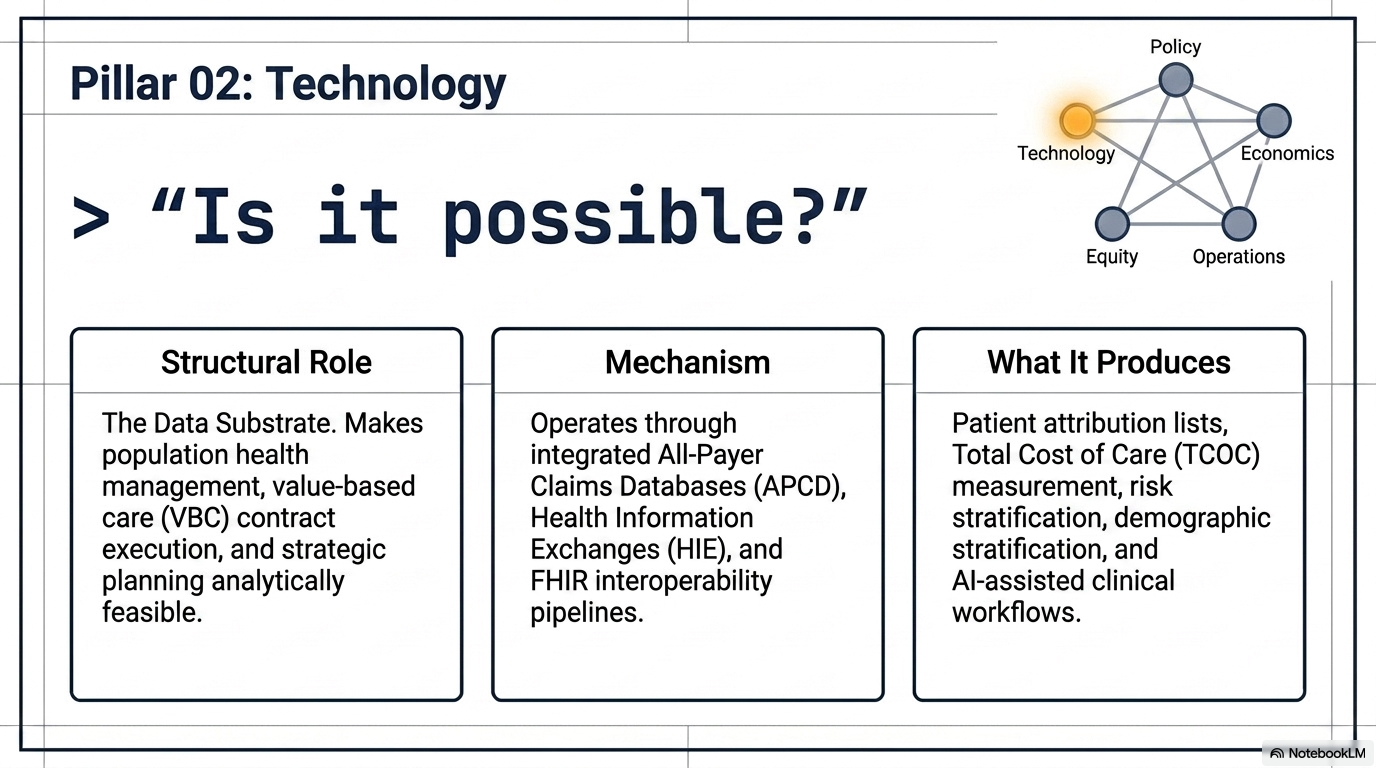 Pillar 02: Technology
> “Is it possible?”
Policy
Technology
Economics
Equity
Operations
Structural Role
The Data Substrate. Makes
population health
management, value-based
care (VBC) contract
execution, and strategic
planning analytically
feasible.
Mechanism
Operates through
integrated All-Payer
Claims Databases (APCD),
Health Information
Exchanges (HIE), and
FHIR interoperability
pipelines.
What It Produces
Patient attribution lists,
Total Cost of Care (TCOC)
measurement, risk
stratification, demographic
stratification, and
AI-assisted clinical
workflows.
NotebookLM